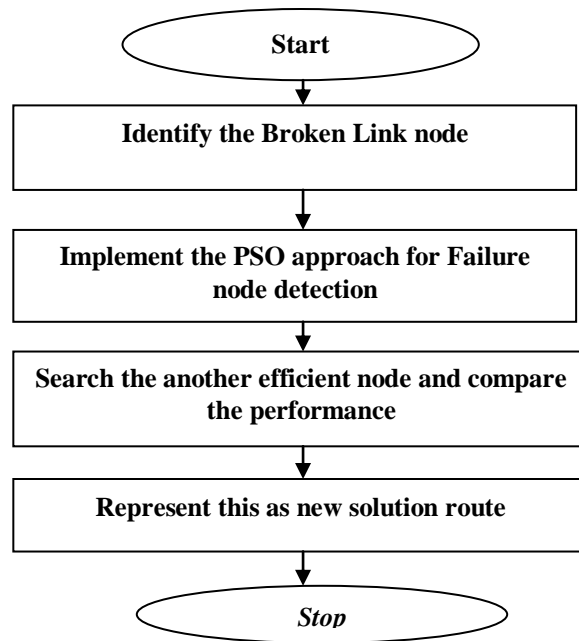 Start
Identify the Broken Link node
Implement the PSO approach for Failure
node detection
Search the another efficient node and compare
the performance
Represent this as new solution route
Stop